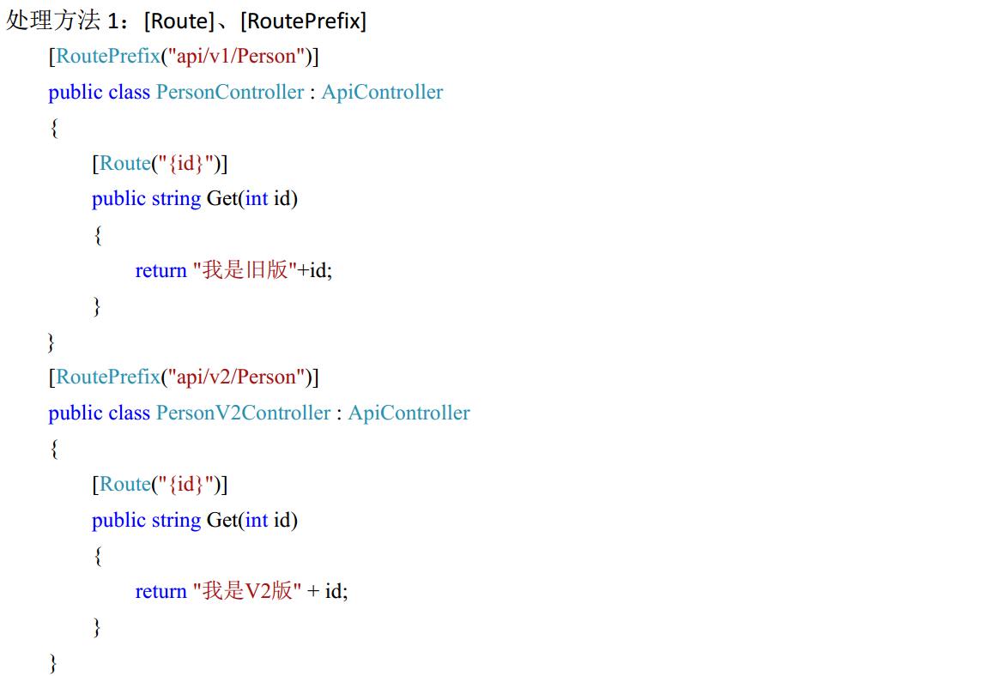 处理方法 1：[Route]、[RoutePrefix]
[RoutePrefix("api/v1/Person")]
public class PersonController : ApiController
{
[Route("{id}")]
public string Get(int id)
{
return "我是旧版"+id;
}
}
[RoutePrefix("api/v2/Person")]
public class PersonV2Controller : ApiController
{
[Route("{id}")]
public string Get(int id)
{
return "我是V2版" + id;
}
}